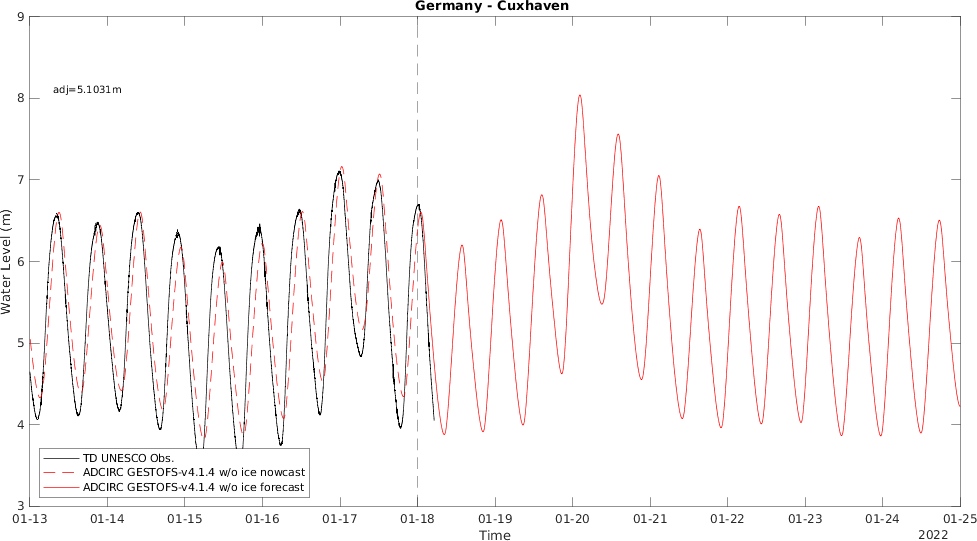 Germany - Cuxhaven
9
8
7
6
5
4
3
Water Level (m)
adj=5.1031m
TD UNESCO Obs.
ADCIRC GESTOFS-v4.1.4 w/o ice nowcast
ADCIRC GESTOFS-v4.1.4 w/o ice forecast
01-13 01-14 01-15 01-16 01-17 01-18 01-19 01-20 01-21 01-22 01-23 01-24 01-25
Time
2022